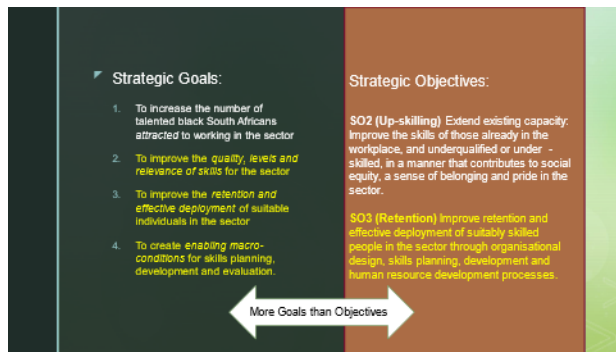 Strategic Goals:
1. To increase the number of
talented black South Africans
attracted to working in the sector
2. To improve the quality, levels and
relevance of skills for the sector
3. To improve the retention and
effective deployment of suitable
individuals in the sector
4. To create enabling macro-
conditions for skills planning,
development and evaluation.
Strategic Objectives:
SO2 (Up-skilling) Extend existing capacity:
Improve the skills of those already in the
workplace, and underqualified or under -
skilled, in a manner that contributes to social
equity, a sense of belonging and pride in the
sector.
SO3 (Retention) Improve retention and
effective deployment of suitably skilled
people in the sector through organisational
design, skills planning, development and
human resource development processes.
More Goals than Objectives